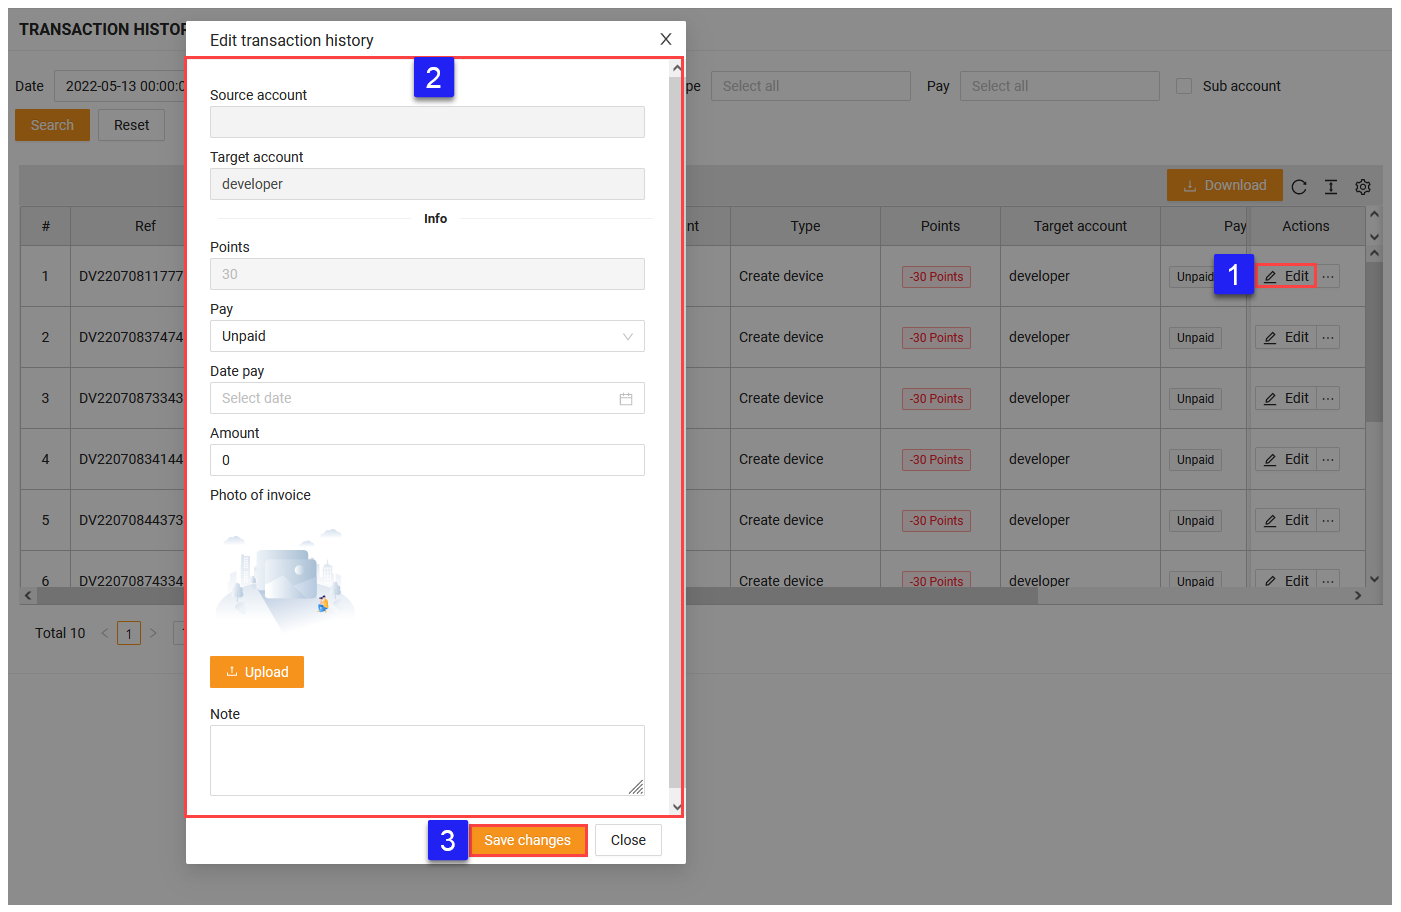 TRANSACTION HISTOR
Edit transaction history
Date
2022-05-13 00:00:0
pe
Select all
Pay
Select all
Sub account
Search
Reset
2
Source account
Target account
developer
Info
Points
30
Pay
Unpaid
Date pay
Select date
Amount
0
Photo of invoice
Upload
Note
3
Save changes
Close
Download
# Ref nt Type Points Target account Pay Actions
1 DV22070811777 Create device -30 Points developer Unpaid 1 Edit ...
2 DV22070837474 Create device -30 Points developer Unpaid Edit ...
3 DV22070873343 Create device -30 Points developer Unpaid Edit ...
4 DV22070834144 Create device -30 Points developer Unpaid Edit ...
5 DV22070844373 Create device -30 Points developer Unpaid Edit ...
6 DV22070874334 Create device -30 Points developer Unpaid Edit ...
Total 10 < 1 >